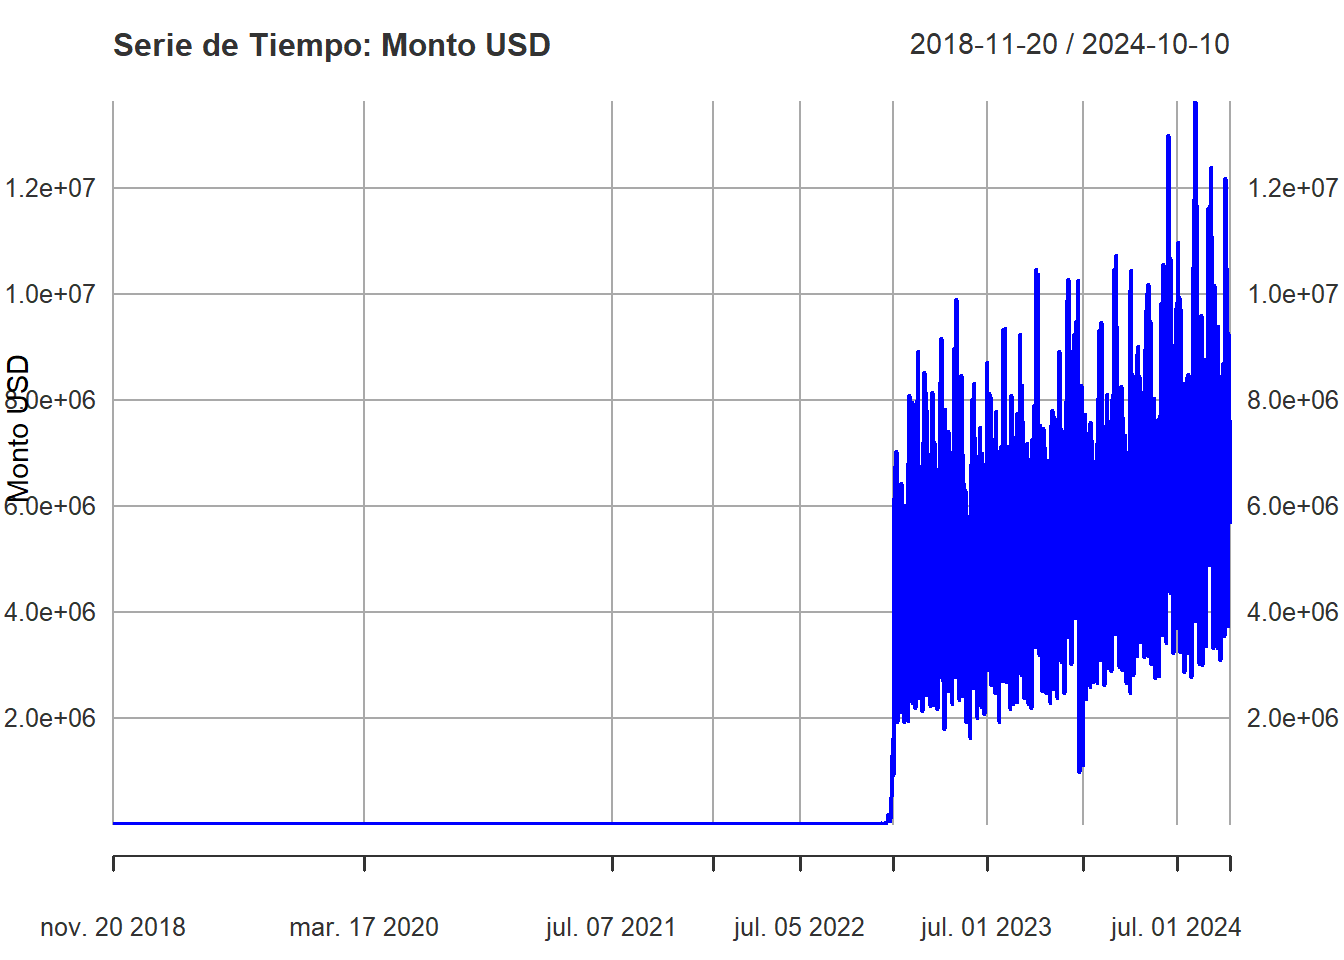 Serie de Tiempo: Monto USD
2018-11-20 / 2024-10-10
1.2e+07
1.0e+07
8.0e+06
6.0e+06
4.0e+06
2.0e+06
Monto USD
1.2e+07
1.0e+07
8.0e+06
6.0e+06
4.0e+06
2.0e+06
nov. 20 2018
mar. 17 2020
jul. 07 2021
jul. 05 2022
jul. 01 2023
jul. 01 2024